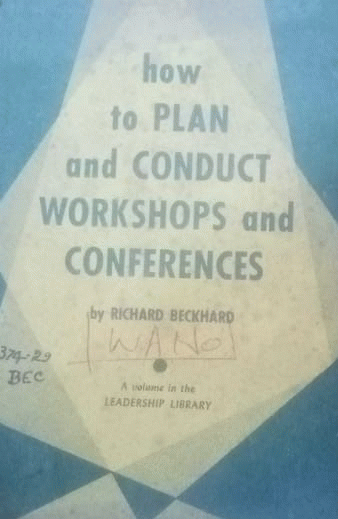 how
to PLAN
and CONDUCT
WORKSHOPS and
CONFERENCES
by RICHARD BECKHARD
WANO
374-29
BEC
A volume in the
LEADERSHIP LIBRARY